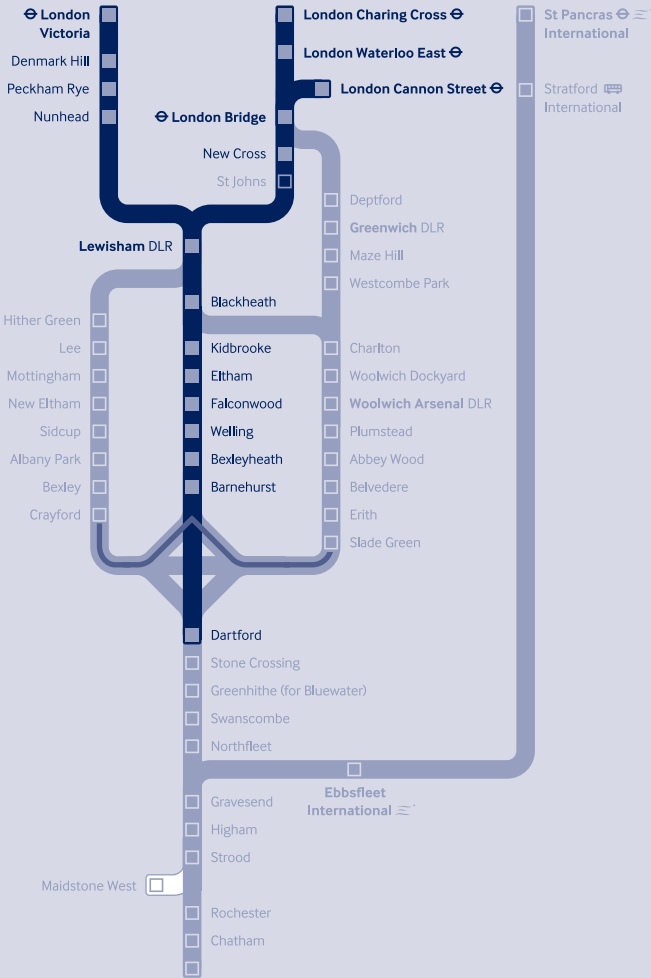 London
Victoria
Denmark Hill
Peckham Rye
Nunhead
London Charing Cross
London Waterloo East
London Cannon Street
London Bridge
New Cross
St Johns
St Pancras
International
Stratford
International
Deptford
Greenwich DLR
Maze Hill
Westcombe Park
Lewisham DLR
Blackheath
Hither Green
Lee
Mottingham
New Eltham
Sidcup
Albany Park
Bexley
Crayford
Kidbrooke
Eltham
Falconwood
Welling
Bexleyheath
Barnehurst
Charlton
Woolwich Dockyard
Woolwich Arsenal DLR
Plumstead
Abbey Wood
Belvedere
Erith
Slade Green
Dartford
Stone Crossing
Greenhithe (for Bluewater)
Swanscombe
Northfleet
Ebbsfleet
International
Gravesend
Higham
Strood
Maidstone West
Rochester
Chatham